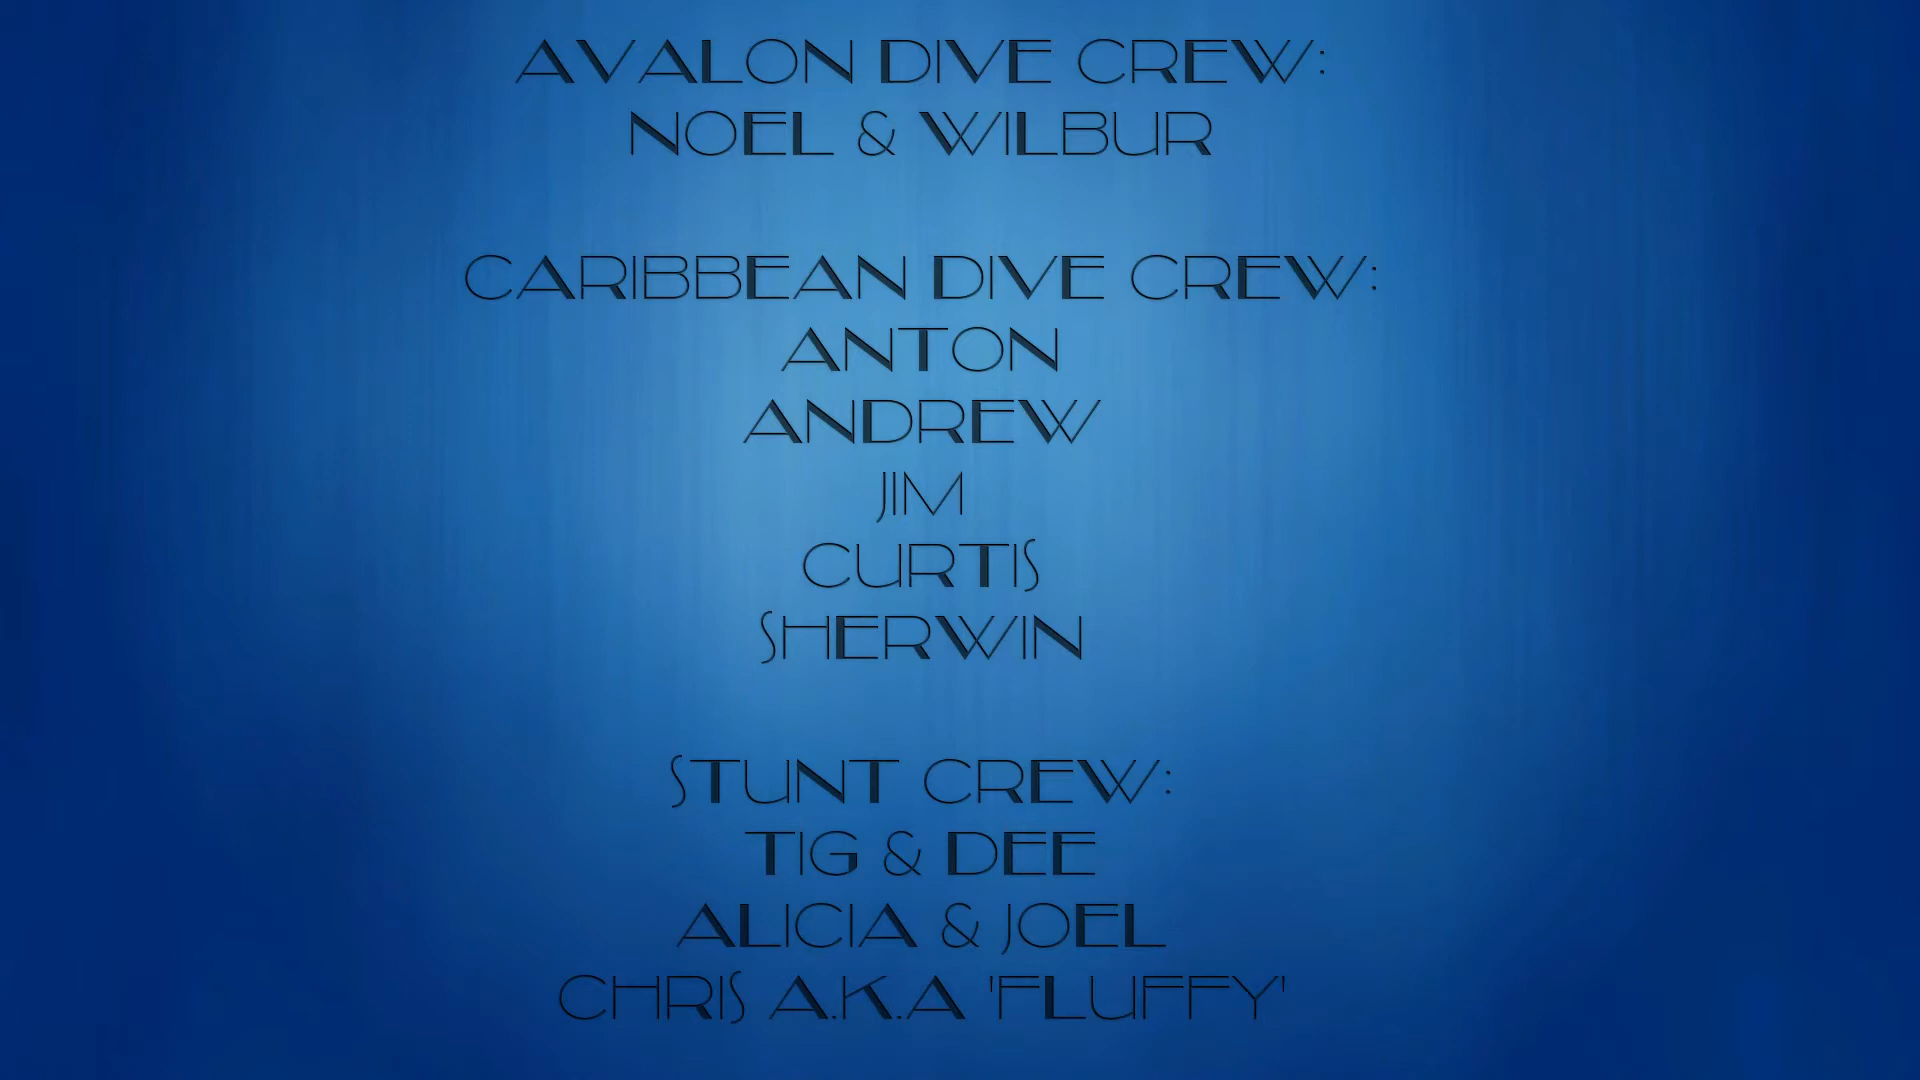 AVALON DIVE CREW:
NOEL & WILBUR
CARIBBEAN DIVE CREW:
ANTON
ANDREW
JIM
CURTIS
SHERWIN
STUNT CREW:
TIG & DEE
ALICIA & JOEL
CHRIS A.K.A 'FLUFFY'